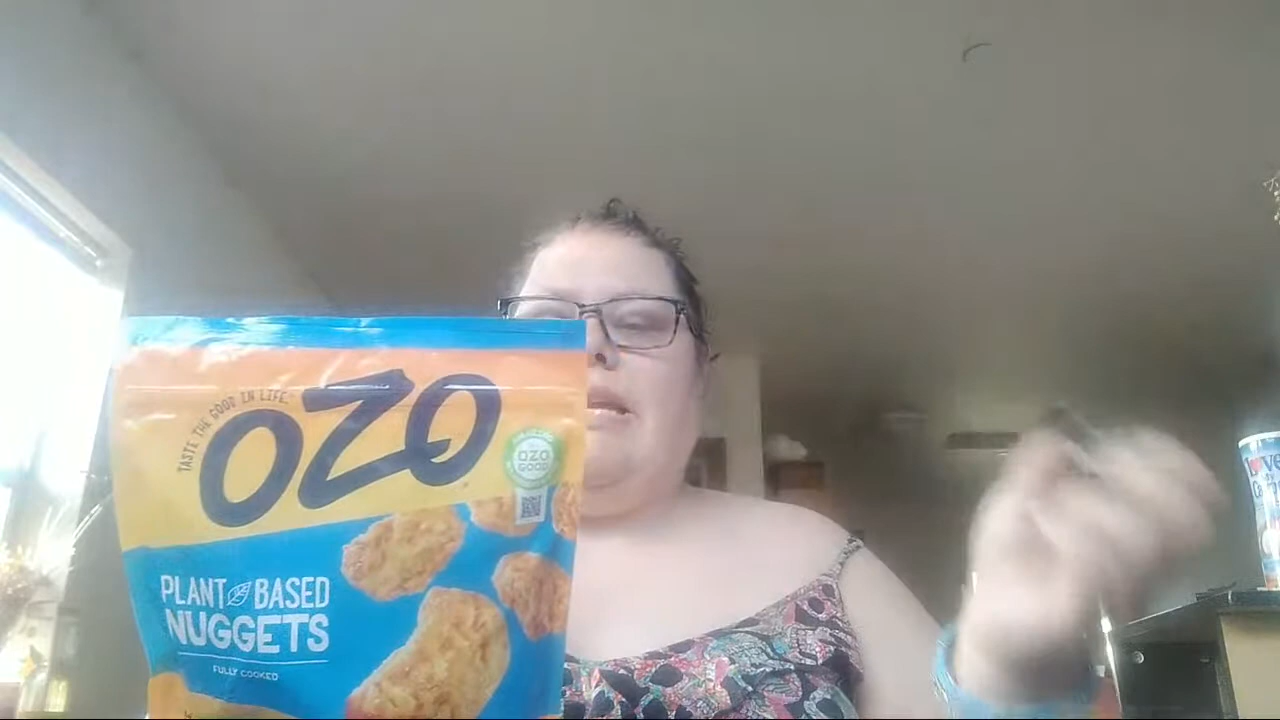 TASTE THE GOOD IN LIFE.
OZO
OZO
GOOD
PLANT BASED
NUGGETS
FULLY COOKED